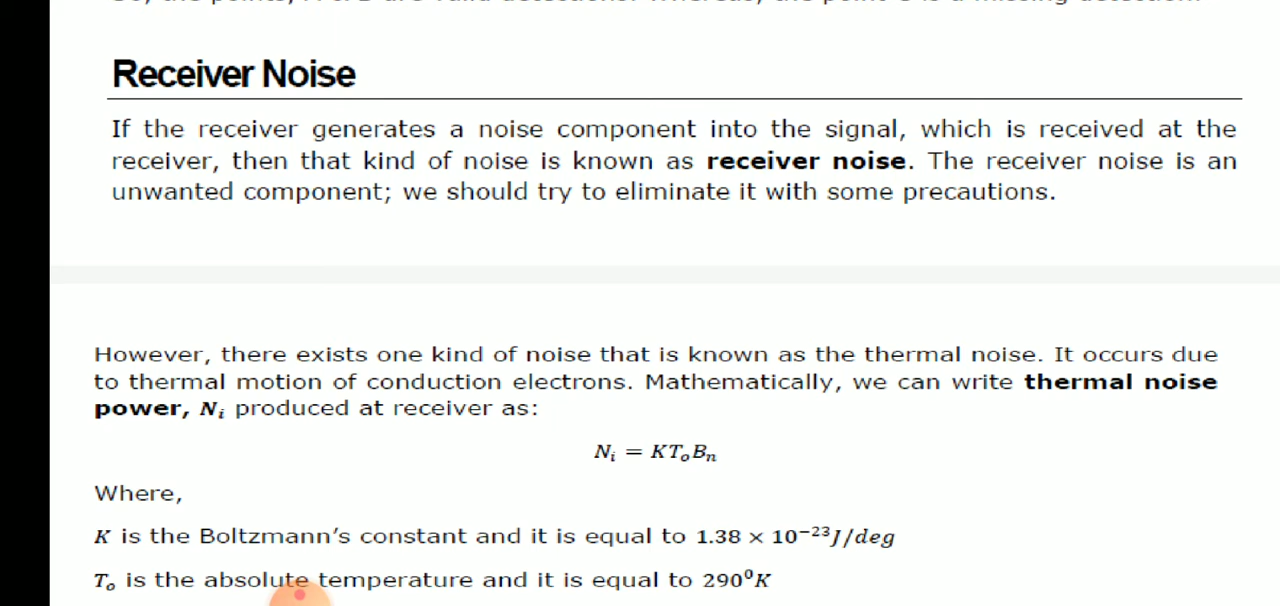 Receiver Noise
If the receiver generates a noise component into the signal, which is received at the
receiver, then that kind of noise is known as receiver noise. The receiver noise is an
unwanted component; we should try to eliminate it with some precautions.
However, there exists one kind of noise that is known as the thermal noise. It occurs due
to thermal motion of conduction electrons. Mathematically, we can write thermal noise
power, Nᵢ produced at receiver as:
Nᵢ = KTₒBₙ
Where,
K is the Boltzmann’s constant and it is equal to 1.38 × 10⁻²³J/deg
Tₒ is the absolute temperature and it is equal to 290⁰K